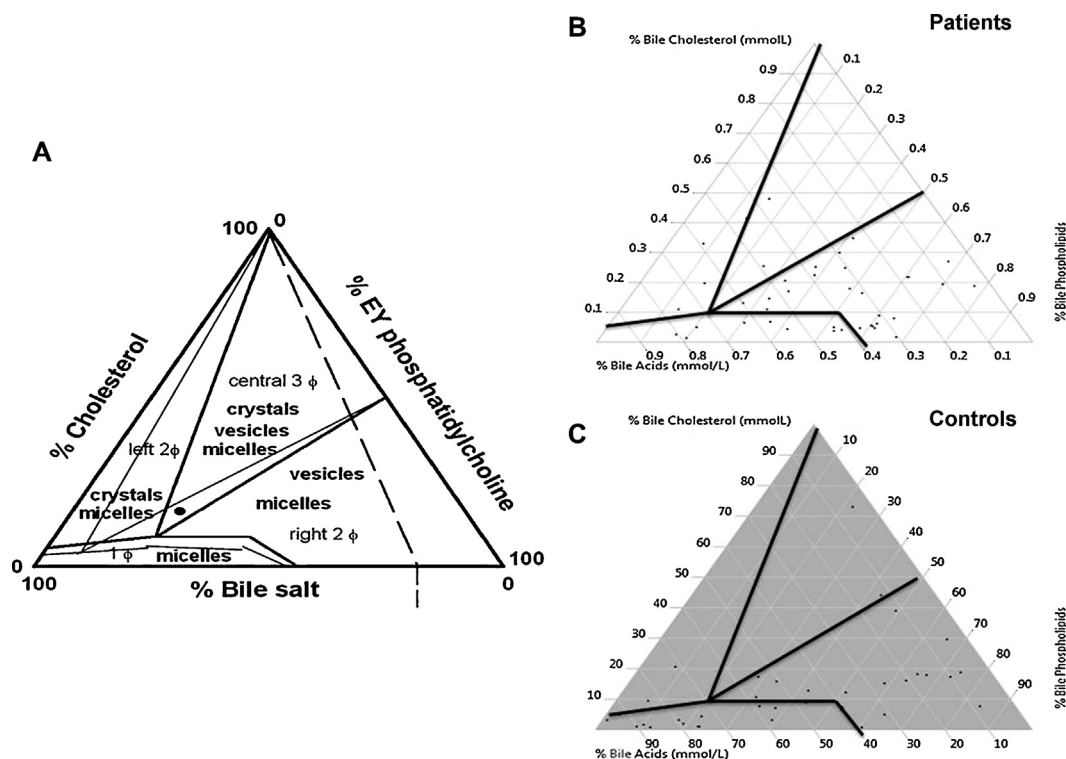 A
100
0
% Cholesterol
% EY phosphatidylcholine
central 3 ϕ
crystals
vesicles
micelles
left 2ϕ
vesicles
crystals
micelles
micelles
right 2 ϕ
1 ϕ
micelles
0
100
100
0
% Bile salt
B
Patients
% Bile Cholesterol (mmolL)
0.9
0.8
0.7
0.6
0.5
0.4
0.3
0.2
0.1
0.1
0.2
0.3
0.4
0.5
0.6
0.7
0.8
0.9
% Bile Phospholipids
0.9
0.8
0.7
0.6
0.5
0.4
0.3
0.2
0.1
% Bile Acids (mmol/L)
C
Controls
% Bile Cholesterol (mmolL)
90
80
70
60
50
40
30
20
10
10
20
30
40
50
60
70
80
90
% Bile Phospholipids
90
80
70
60
50
40
30
20
10
% Bile Acids (mmol/L)